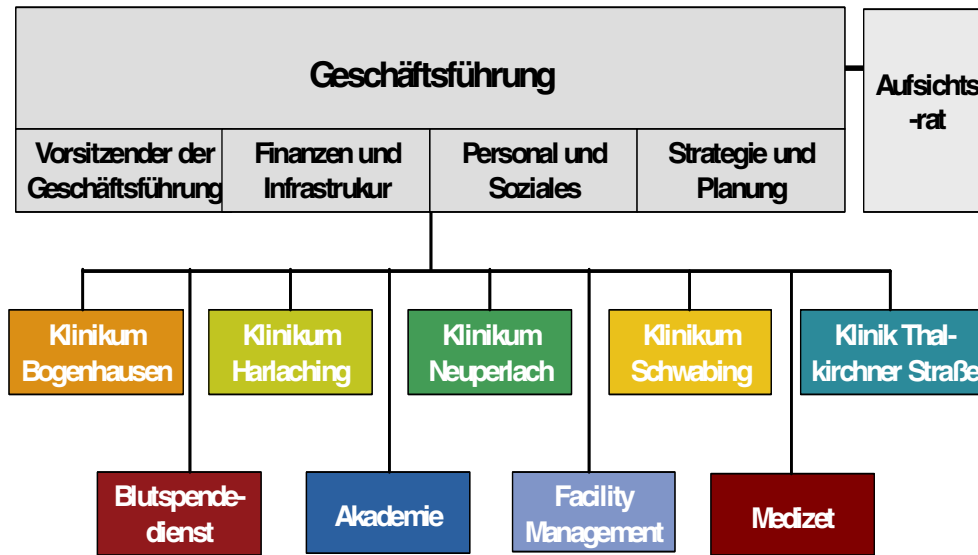 Geschäftsführung
Aufsichts
-rat
Vorsitzender der
Geschäftsführung
Finanzen und
Infrastrukur
Personal und
Soziales
Strategie und
Planung
Klinikum
Bogenhausen
Klinikum
Harlaching
Klinikum
Neuperlach
Klinikum
Schwabing
Klinik Thal-
kirchner Straße
Blutspende-
dienst
Akademie
Facility
Management
Medizet